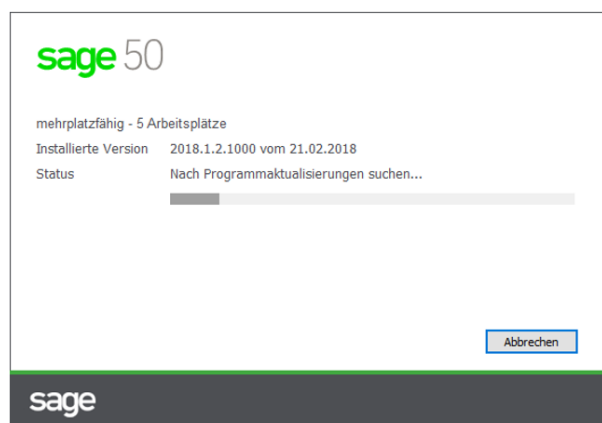 sage 50
mehrplatzfähig - 5 Arbeitsplätze
Installierte Version 2018.1.2.1000 vom 21.02.2018
Status Nach Programmaktualisierungen suchen...
Abbrechen
sage